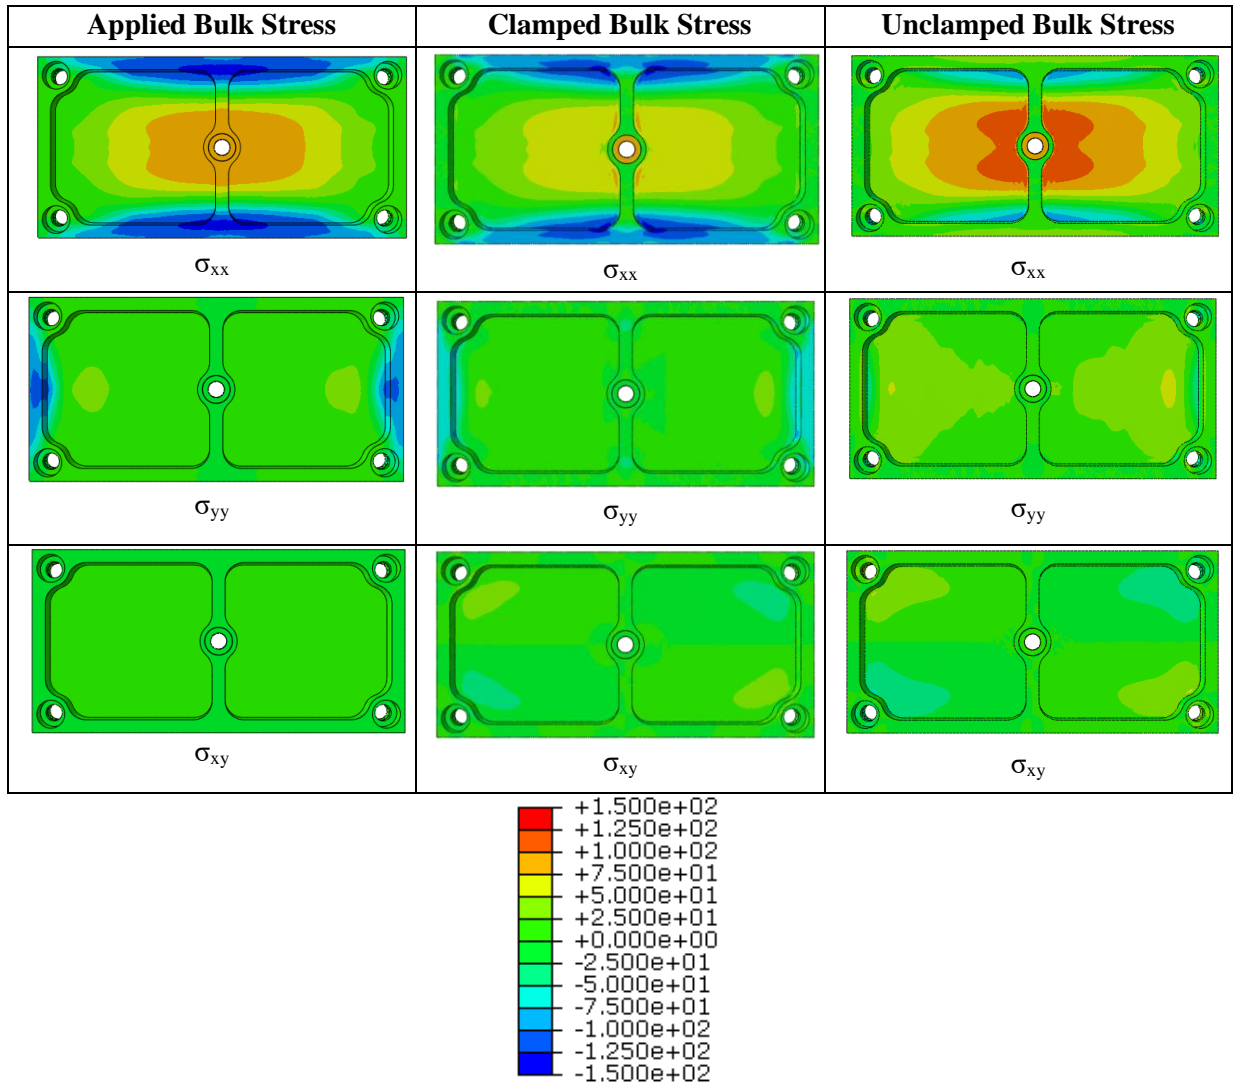 Applied Bulk Stress Clamped Bulk Stress Unclamped Bulk Stress
σxx σxx σxx
σyy σyy σyy
σxy σxy σxy
+1.500e+02
+1.250e+02
+1.000e+02
+7.500e+01
+5.000e+01
+2.500e+01
+0.000e+00
-2.500e+01
-5.000e+01
-7.500e+01
-1.000e+02
-1.250e+02
-1.500e+02